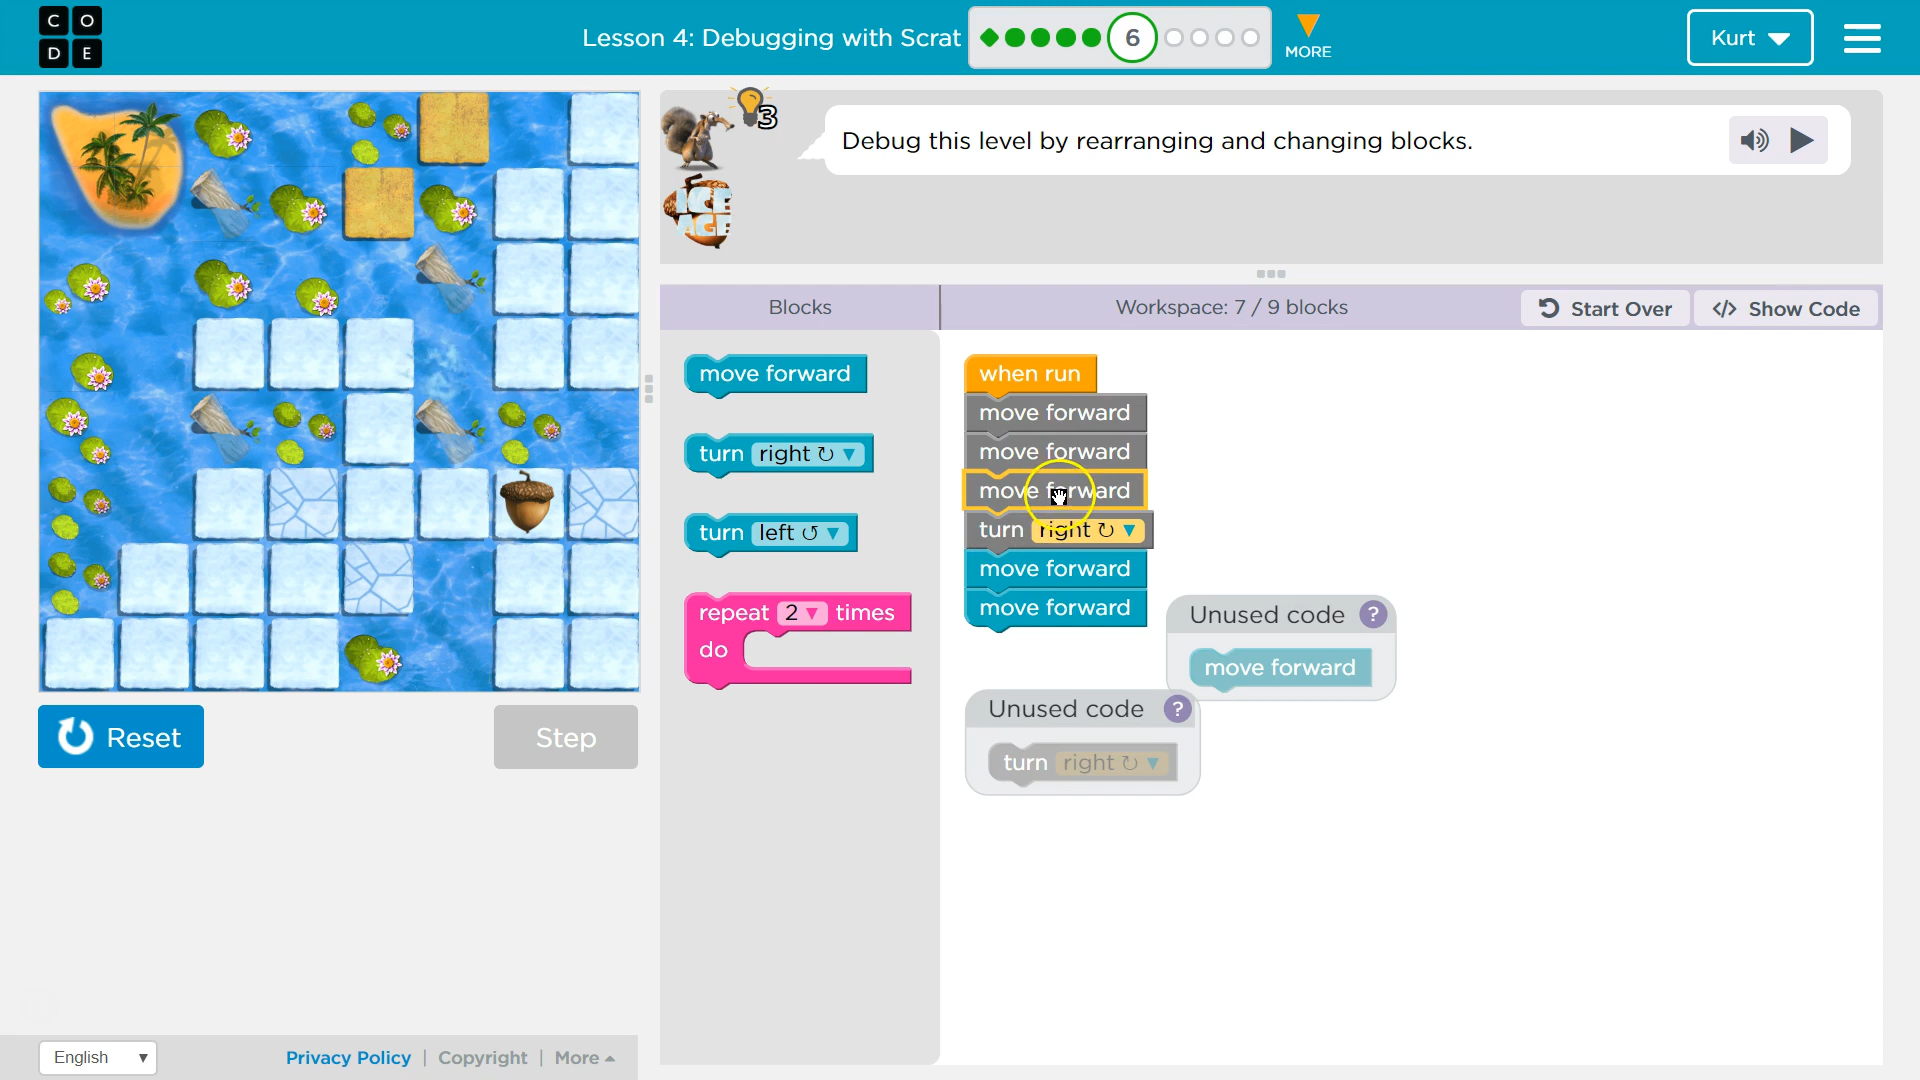 C O
D E
Lesson 4: Debugging with Scrat
6
MORE
Kurt
3
Debug this level by rearranging and changing blocks.
ICE
AGE
Blocks
Workspace: 7 / 9 blocks
Start Over
</> Show Code
move forward
turn right ↻ ▼
turn left ↺ ▼
repeat 2 ▼ times
do
when run
move forward
move forward
move forward
turn right ↻ ▼
move forward
move forward
Unused code ?
move forward
Unused code ?
turn right ↻ ▼
Reset
Step
English ▼
Privacy Policy | Copyright | More